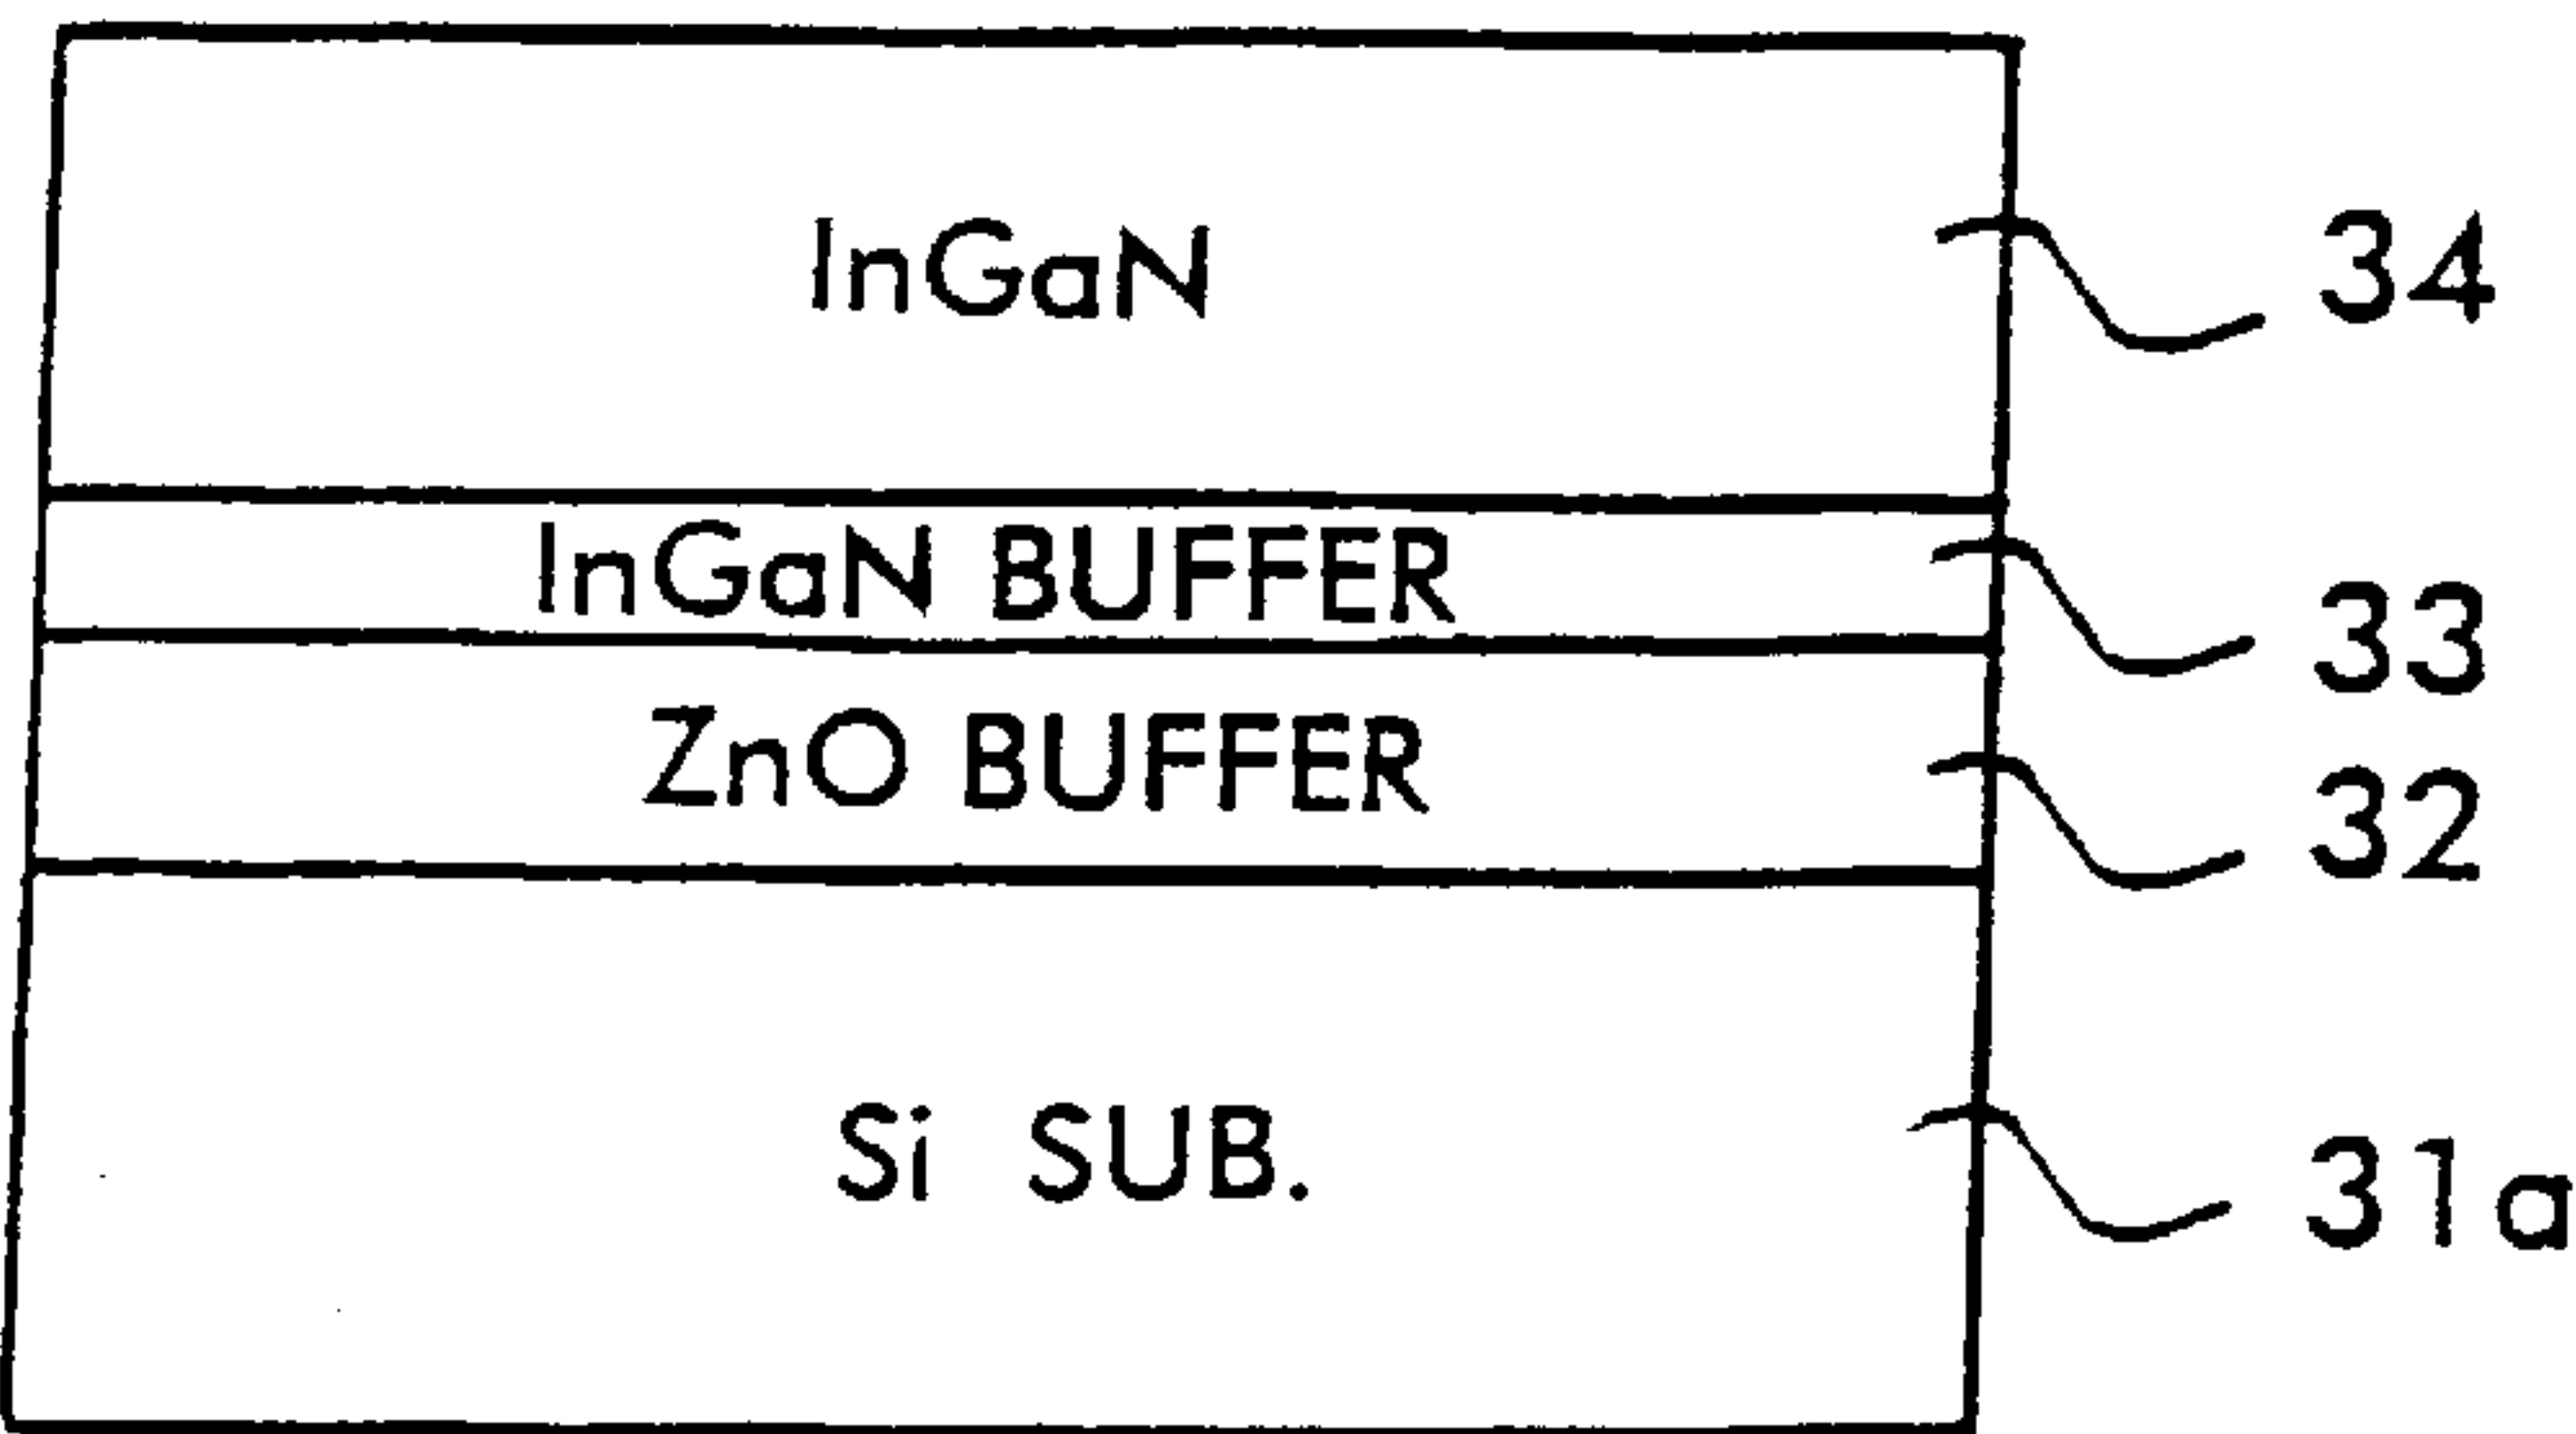 InGaN 34
InGaN BUFFER 33
ZnO BUFFER 32
Si SUB. 31a